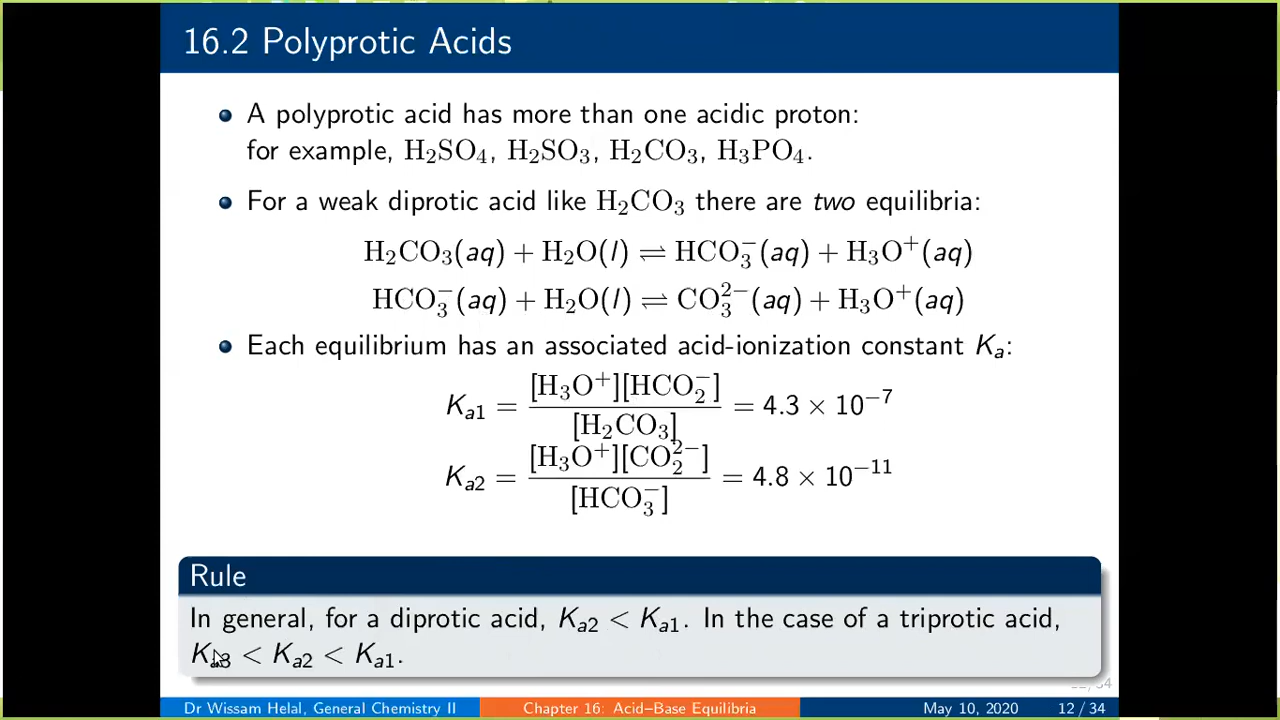 16.2 Polyprotic Acids
A polyprotic acid has more than one acidic proton:
for example, H₂SO₄, H₂SO₃, H₂CO₃, H₃PO₄.
For a weak diprotic acid like H₂CO₃ there are two equilibria:
H₂CO₃(aq) + H₂O(l) ⇌ HCO₃⁻(aq) + H₃O⁺(aq)
HCO₃⁻(aq) + H₂O(l) ⇌ CO₃²⁻(aq) + H₃O⁺(aq)
Each equilibrium has an associated acid-ionization constant Kₐ:
Kₐ₁ = [H₃O⁺][HCO₂⁻] / [H₂CO₃] = 4.3 × 10⁻⁷
Kₐ₂ = [H₃O⁺][CO₂²⁻] / [HCO₃⁻] = 4.8 × 10⁻¹¹
Rule
In general, for a diprotic acid, Kₐ₂ < Kₐ₁. In the case of a triprotic acid,
Kₐ₃ < Kₐ₂ < Kₐ₁.
12/34
Dr Wissam Helal, General Chemistry II
Chapter 16: Acid–Base Equilibria
May 10, 2020
12 / 34